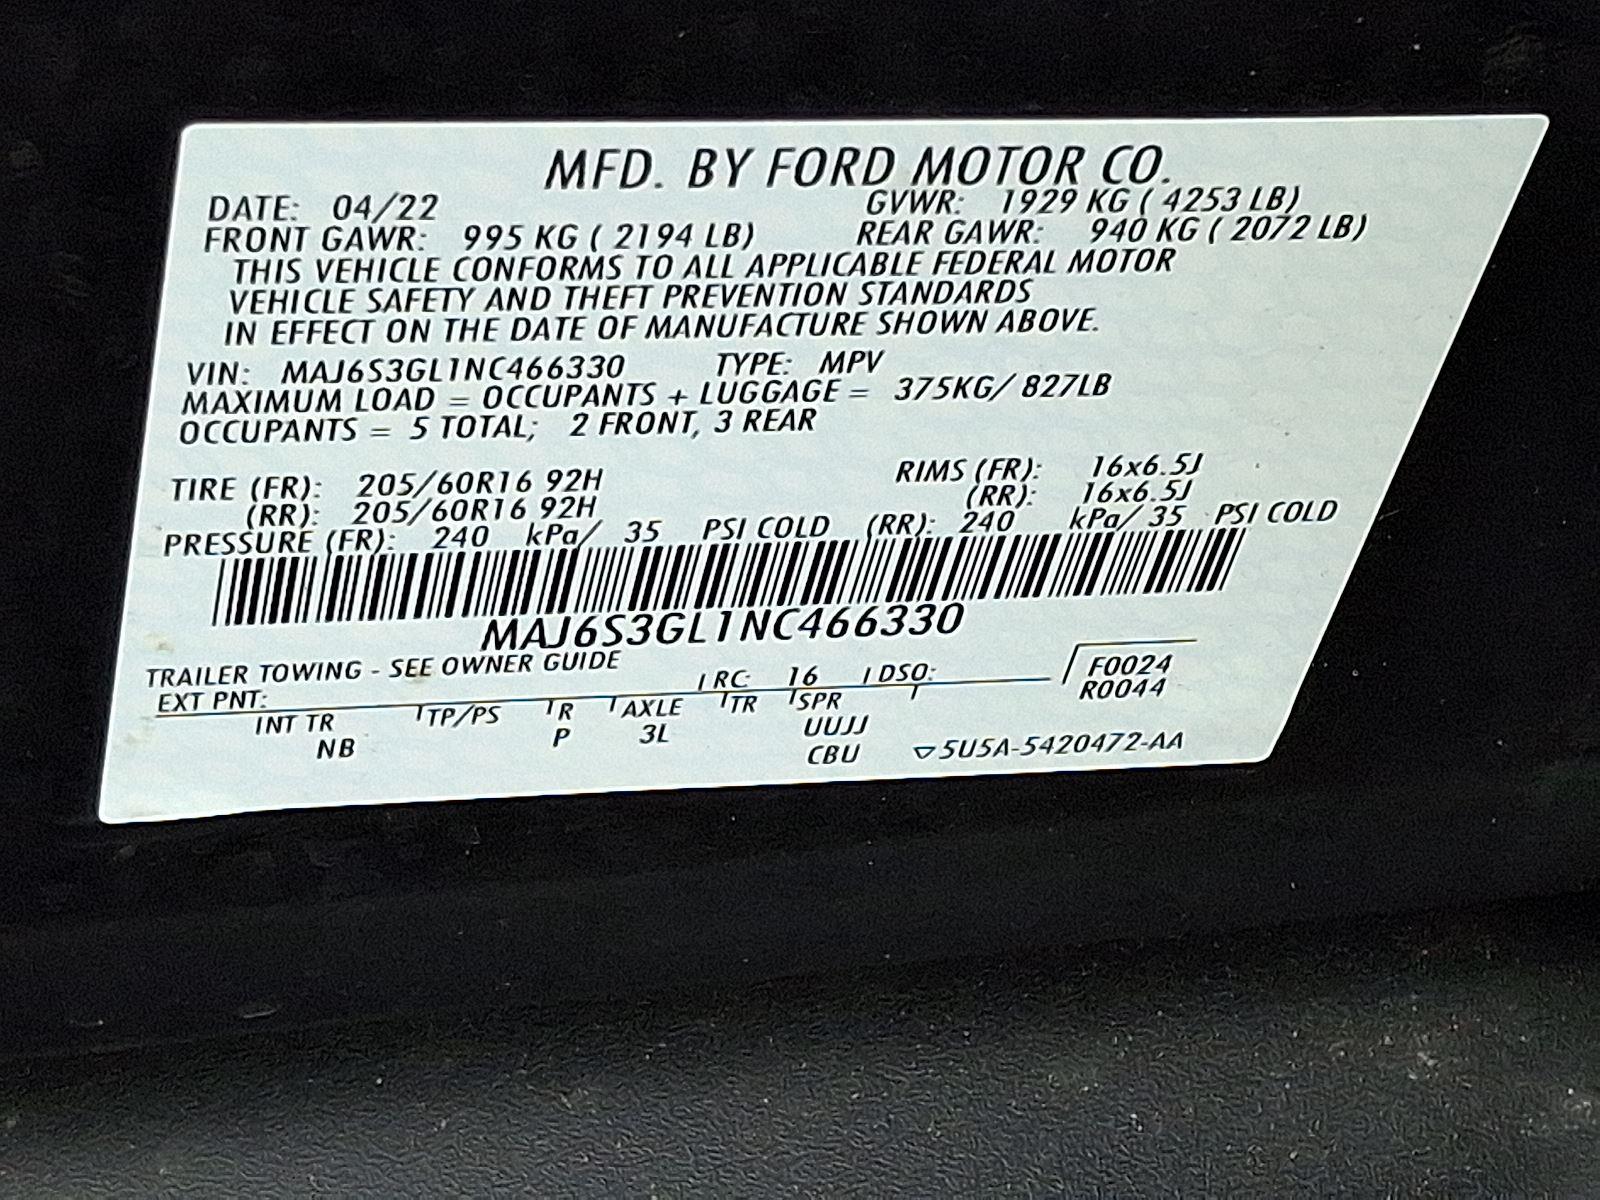 MFD. BY FORD MOTOR CO.
DATE: 04/22 GVWR: 1929 KG ( 4253 LB)
FRONT GAWR: 995 KG ( 2194 LB) REAR GAWR: 940 KG ( 2072 LB)
THIS VEHICLE CONFORMS TO ALL APPLICABLE FEDERAL MOTOR
VEHICLE SAFETY AND THEFT PREVENTION STANDARDS
IN EFFECT ON THE DATE OF MANUFACTURE SHOWN ABOVE.
VIN: MAJ6S3GL1NC466330 TYPE: MPV
MAXIMUM LOAD = OCCUPANTS + LUGGAGE = 375KG/ 827LB
OCCUPANTS = 5 TOTAL; 2 FRONT, 3 REAR
TIRE (FR): 205/60R16 92H RIMS (FR): 16x6.5J
(RR): 205/60R16 92H (RR): 16x6.5J
PRESSURE (FR): 240 kPa/ 35 PSI COLD (RR): 240 kPa/ 35 PSI COLD
MAJ6S3GL1NC466330
TRAILER TOWING - SEE OWNER GUIDE
EXT PNT: RC: 16 DSO: F0024
R0044
INT TR TP/PS R AXLE TR SPR
NB P 3L UUJJ
CBU ▽5U5A-5420472-AA